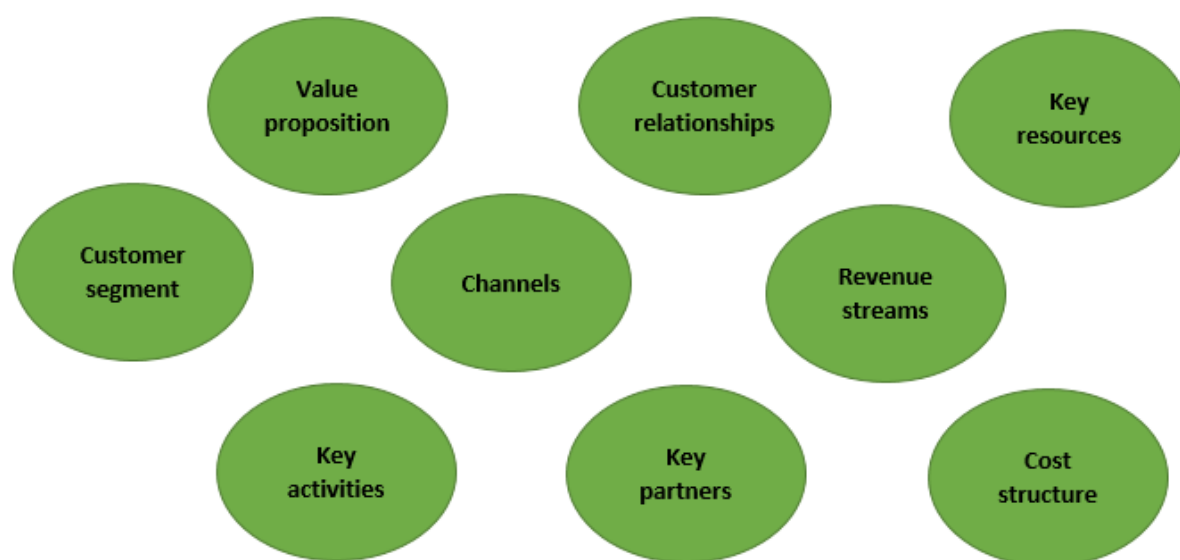 Value
proposition
Customer
relationships
Key
resources
Customer
segment
Channels
Revenue
streams
Key
activities
Key
partners
Cost
structure